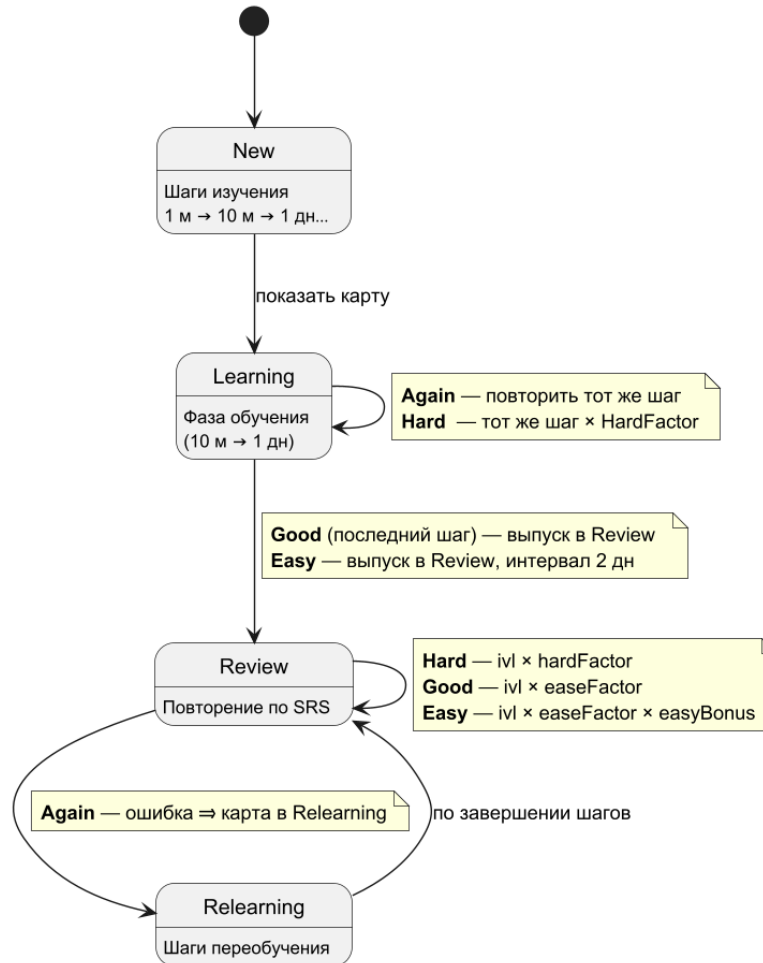 New
Шаги изучения
1 м → 10 м → 1 дн...
показать карту
Learning
Фаза обучения
(10 м → 1 дн)
Again — повторить тот же шаг
Hard — тот же шаг × HardFactor
Good (последний шаг) — выпуск в Review
Easy — выпуск в Review, интервал 2 дн
Review
Повторение по SRS
Hard — ivl × hardFactor
Good — ivl × easeFactor
Easy — ivl × easeFactor × easyBonus
Again — ошибка ⇒ карта в Relearning
по завершении шагов
Relearning
Шаги переобучения